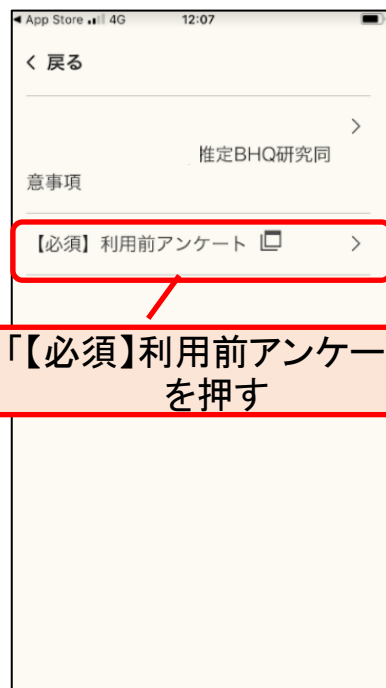 App Store 4G 12:07
戻る
推定BHQ研究同
意事項
【必須】利用前アンケート
「【必須】利用前アンケー
を押す